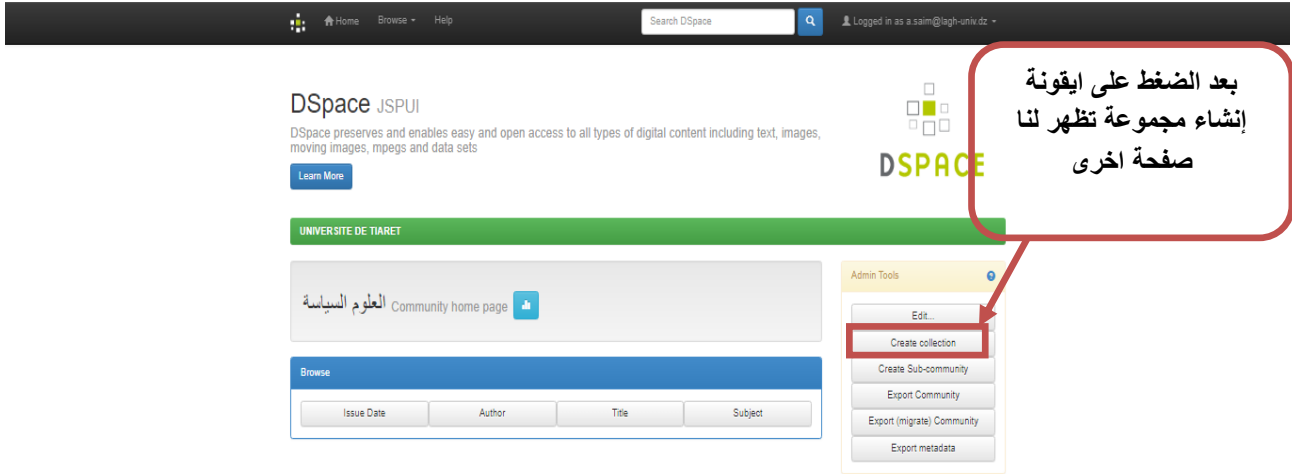 Home Browse Help Search DSpace Logged in as a.saim@lagh-univ.dz
بعد الضغط على ايقونة
إنشاء مجموعة تظهر لنا
صفحة اخرى
DSpace JSPUI
DSpace preserves and enables easy and open access to all types of digital content including text, images,
moving images, mpegs and data sets
Learn More
DSPACE
UNIVERSITE DE TIARET
العلوم السياسة Community home page
Admin Tools
Edit...
Create collection
Create Sub-community
Export Community
Export (migrate) Community
Export metadata
Browse
Issue Date Author Title Subject